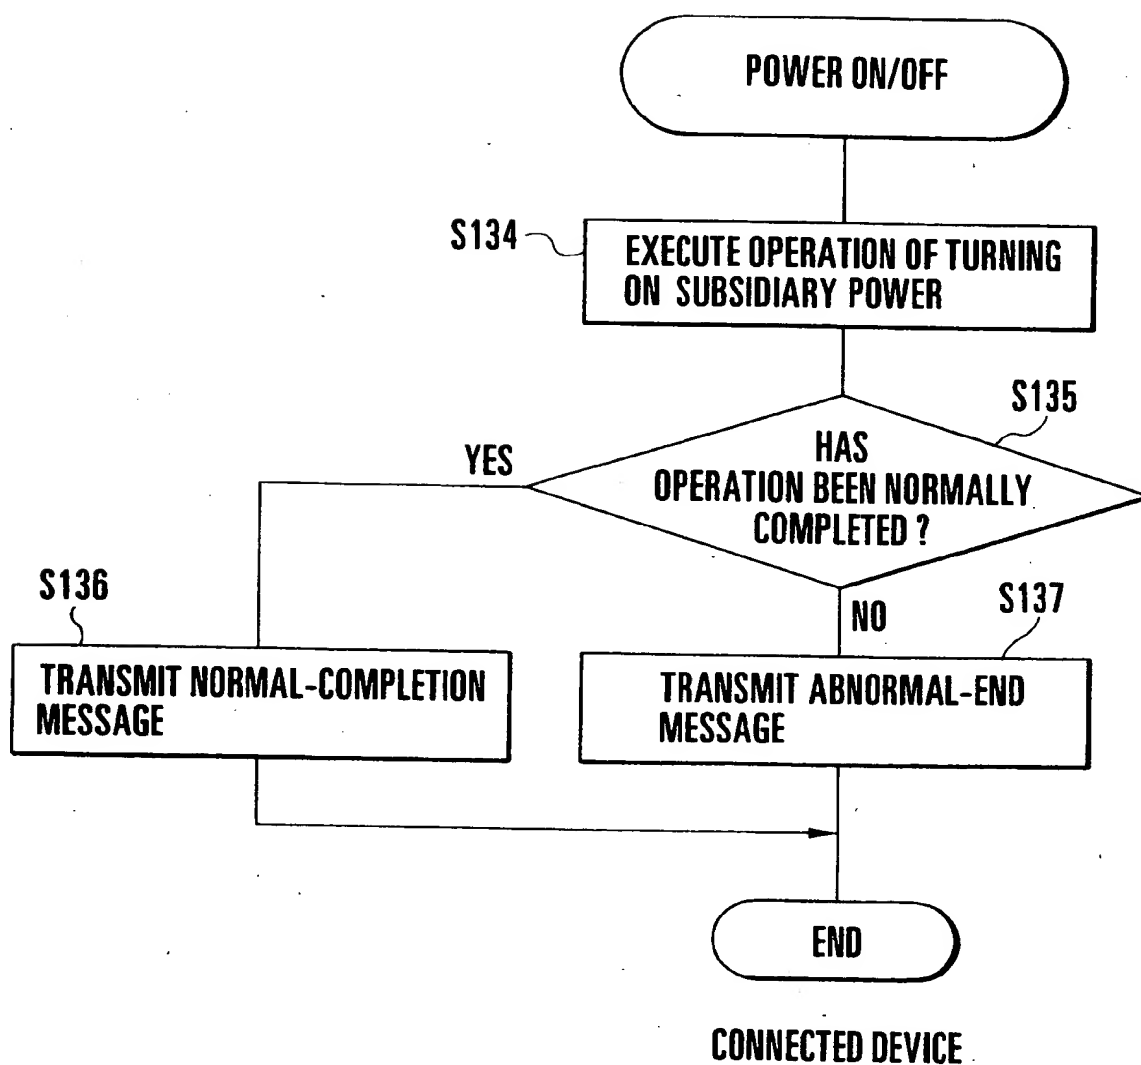 POWER ON/OFF
S134
EXECUTE OPERATION OF TURNING
ON SUBSIDIARY POWER
S135
HAS
OPERATION BEEN NORMALLY
COMPLETED ?
YES
NO
S136
TRANSMIT NORMAL-COMPLETION
MESSAGE
S137
TRANSMIT ABNORMAL-END
MESSAGE
END
CONNECTED DEVICE